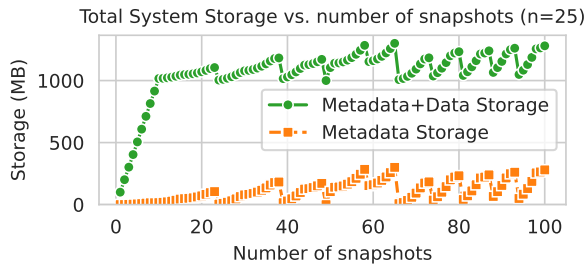 Total System Storage vs. number of snapshots (n=25)
Storage (MB)
1000
500
0
Metadata+Data Storage
Metadata Storage
0 20 40 60 80 100
Number of snapshots